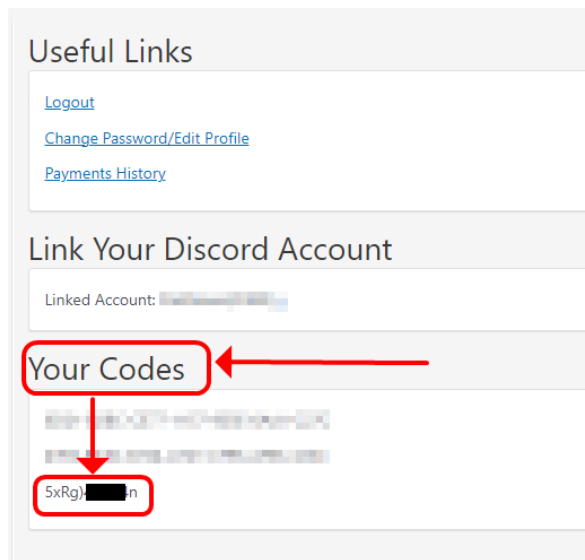 Useful Links
Logout
Change Password/Edit Profile
Payments History
Link Your Discord Account
Linked Account:
Your Codes
5xRg) n